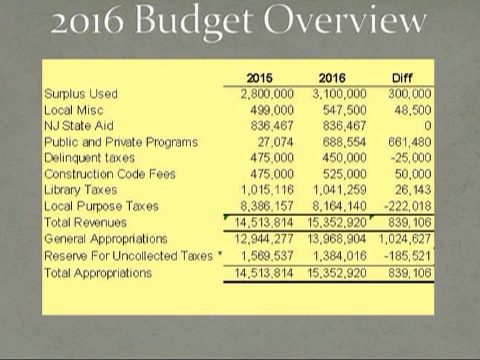 2016 Budget Overview
2015 2016 Diff
Surplus Used 2,800,000 3,100,000 300,000
Local Misc 499,000 547,500 48,500
NJ State Aid 836,467 836,467 0
Public and Private Programs 27,074 688,554 661,480
Delinquent taxes 475,000 450,000 -25,000
Construction Code Fees 475,000 525,000 50,000
Library Taxes 1,015,116 1,041,259 26,143
Local Purpose Taxes 8,386,157 8,164,140 -222,018
Total Revenues 14,513,814 15,352,920 839,106
General Appropriations 12,944,277 13,968,904 1,024,627
Reserve For Uncollected Taxes * 1,569,537 1,384,016 -185,521
Total Appropriations 14,513,814 15,352,920 839,106